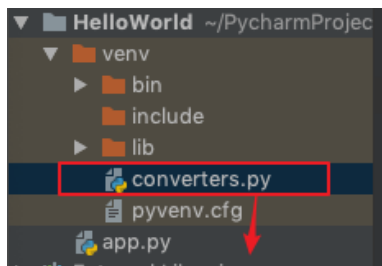 HelloWorld ~/PycharmProjec
venv
bin
include
lib
converters.py
pyvenv.cfg
app.py